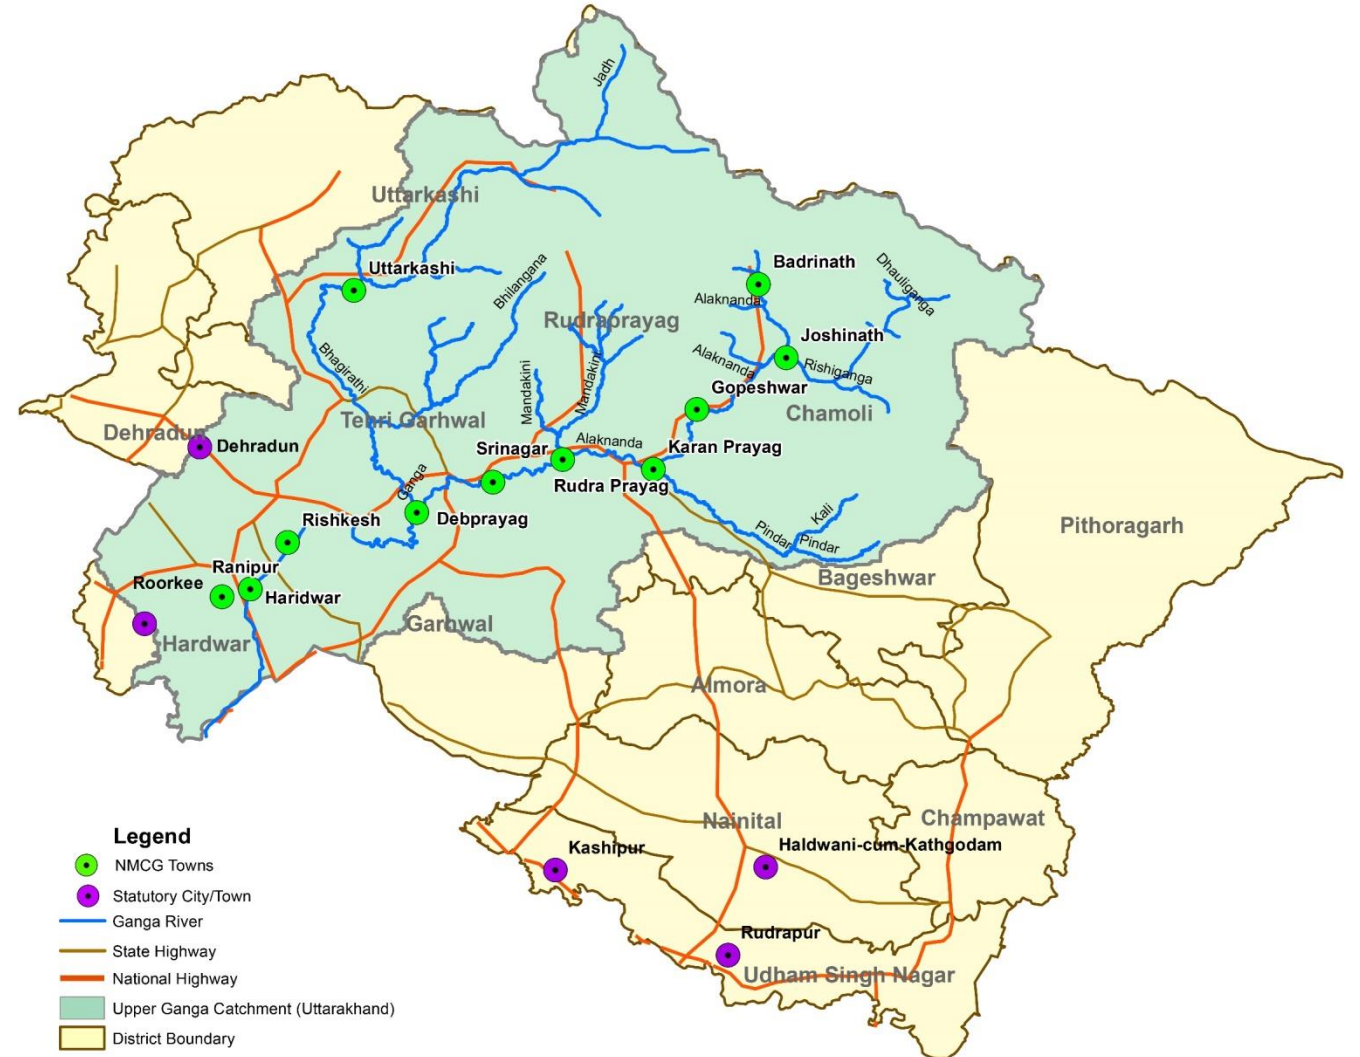 Jadh
Uttarkashi
Uttarkashi
Bhilangana
Badrinath
Dhauliganga
Alaknanda
Rudraprayag
Joshinath
Bhagirathi
Mandakini
Mandakini
Alaknanda
Rishiganga
Gopeshwar
Chamoli
Tehri Garhwal
Dehradun
Dehradun
Srinagar
Alaknanda
Karan Prayag
Ganga
Rudra Prayag
Debprayag
Rishkesh
Kali
Pindar
Pindar
Pithoragarh
Ranipur
Roorkee
Haridwar
Bageshwar
Hardwar
Garhwal
Almora
Nainital
Champawat
Kashipur
Haldwani-cum-Kathgodam
Rudrapur
Udham Singh Nagar
Legend
NMCG Towns
Statutory City/Town
Ganga River
State Highway
National Highway
Upper Ganga Catchment (Uttarakhand)
District Boundary